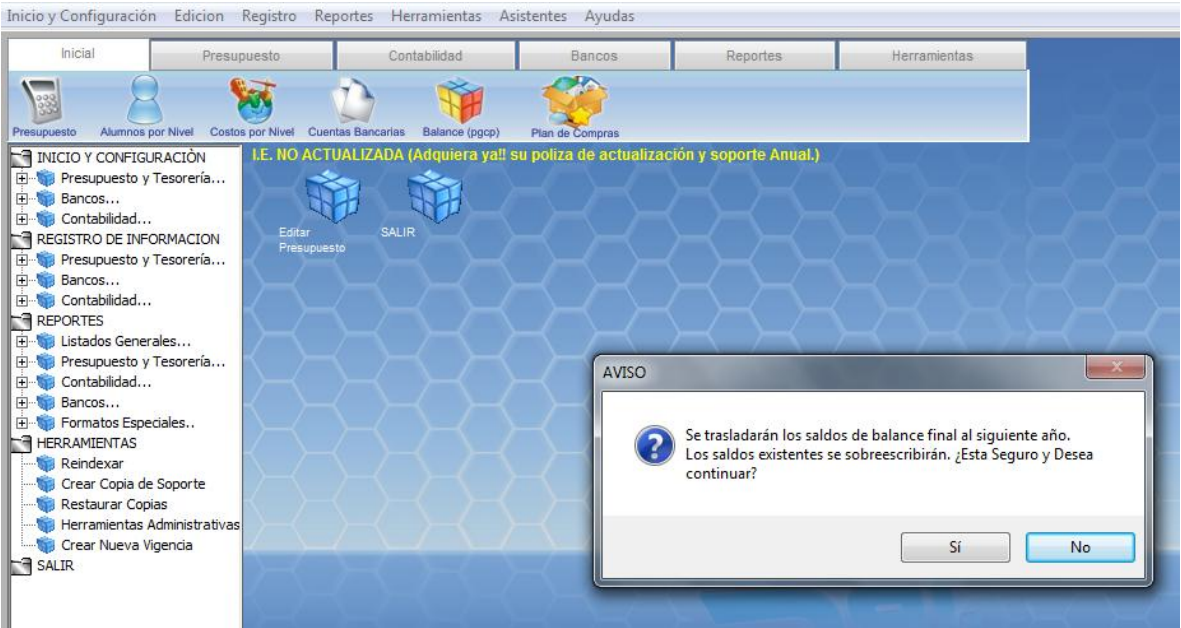 Inicio y Configuración Edicion Registro Reportes Herramientas Asistentes Ayudas
Inicial Presupuesto Contabilidad Bancos Reportes Herramientas
Presupuesto Alumnos por Nivel Costos por Nivel Cuentas Bancarias Balance (pgcp) Plan de Compras
I.E. NO ACTUALIZADA (Adquiera ya!! su poliza de actualización y soporte Anual.)
INICIO Y CONFIGURACIÒN
Presupuesto y Tesorería...
Bancos...
Contabilidad...
REGISTRO DE INFORMACION
Presupuesto y Tesorería...
Bancos...
Contabilidad...
REPORTES
Listados Generales...
Presupuesto y Tesorería...
Contabilidad...
Bancos...
Formatos Especiales..
HERRAMIENTAS
Reindexar
Crear Copia de Soporte
Restaurar Copias
Herramientas Administrativas
Crear Nueva Vigencia
SALIR
Editar
Presupuesto
SALIR
AVISO
Se trasladarán los saldos de balance final al siguiente año.
Los saldos existentes se sobreescribirán. ¿Esta Seguro y Desea
continuar?
Sí No